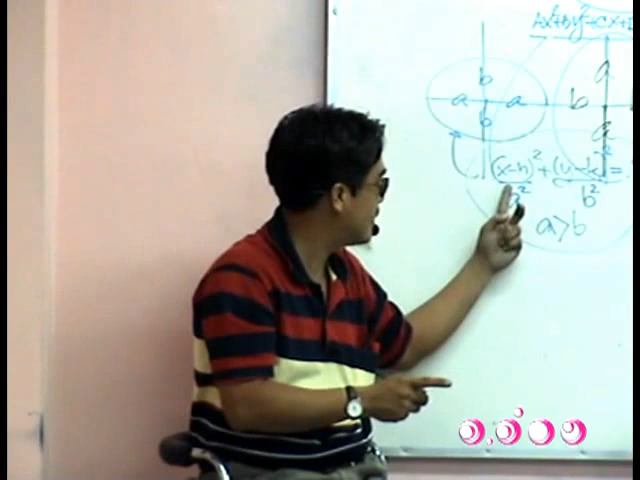 Ax²+By²+Cx+D
b
a a b a
b a
(x-h)² + (y-k)² =
a² b²
a>b